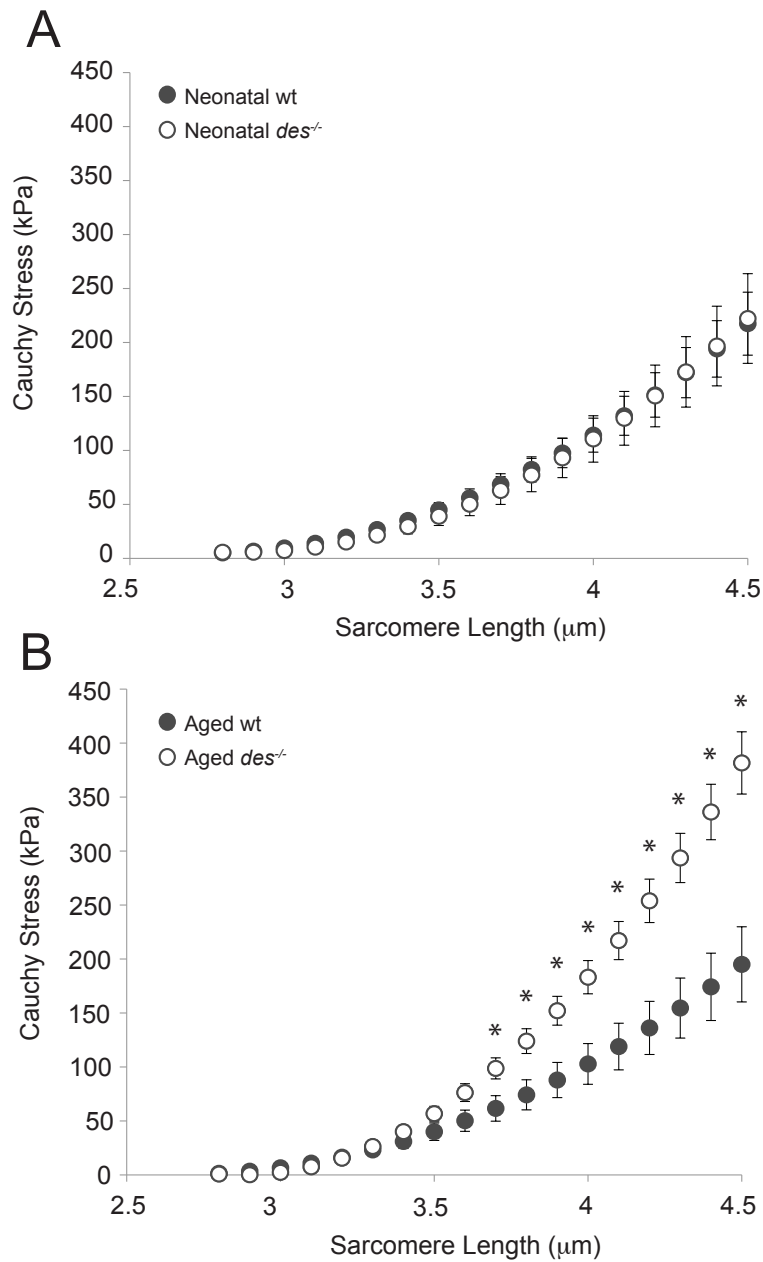 A
450
400
350
300
250
200
150
100
50
0
Cauchy Stress (kPa)
Neonatal wt
Neonatal des-/-
2.5 3 3.5 4 4.5
Sarcomere Length (μm)
B
450
400
350
300
250
200
150
100
50
0
Cauchy Stress (kPa)
Aged wt
Aged des-/-
* * * * * * * * *
2.5 3 3.5 4 4.5
Sarcomere Length (μm)